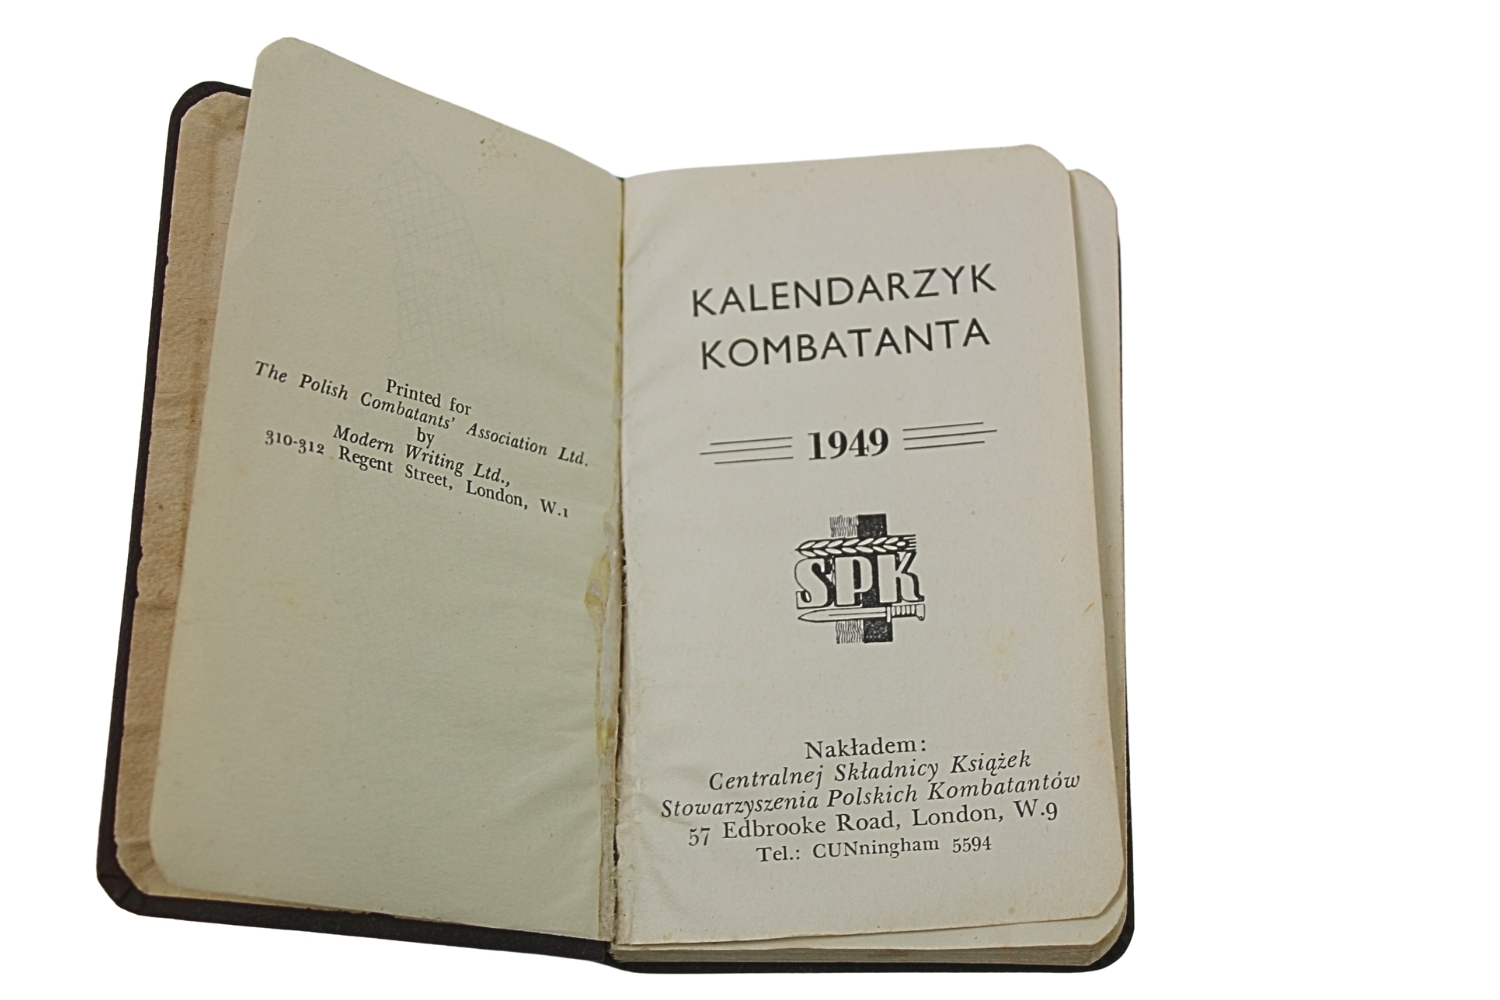 Printed for
The Polish Combatants' Association Ltd.
by
Modern Writing Ltd.,
310-312 Regent Street, London, W.1
KALENDARZYK
KOMBATANTA
1949
SPK
Nakładem:
Centralnej Składnicy Książek
Stowarzyszenia Polskich Kombatantów
57 Edbrooke Road, London, W.9
Tel.: CUNningham 5594